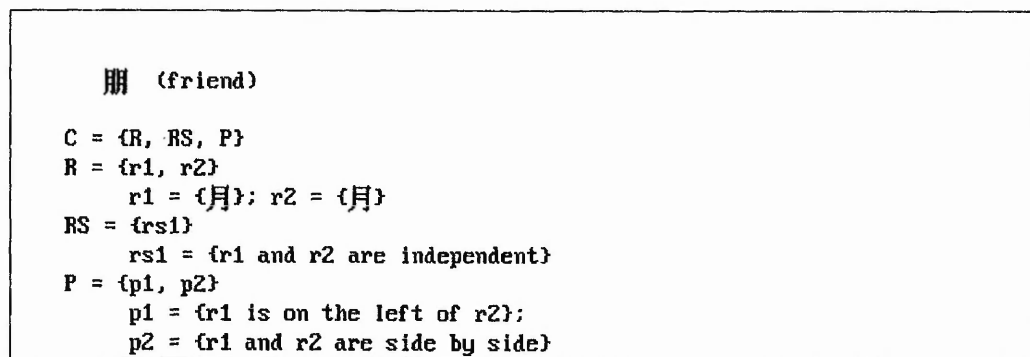 朋 (friend)
C = {R, RS, P}
R = {r1, r2}
r1 = {月}; r2 = {月}
RS = {rs1}
rs1 = {r1 and r2 are independent}
P = {p1, p2}
p1 = {r1 is on the left of r2};
p2 = {r1 and r2 are side by side}